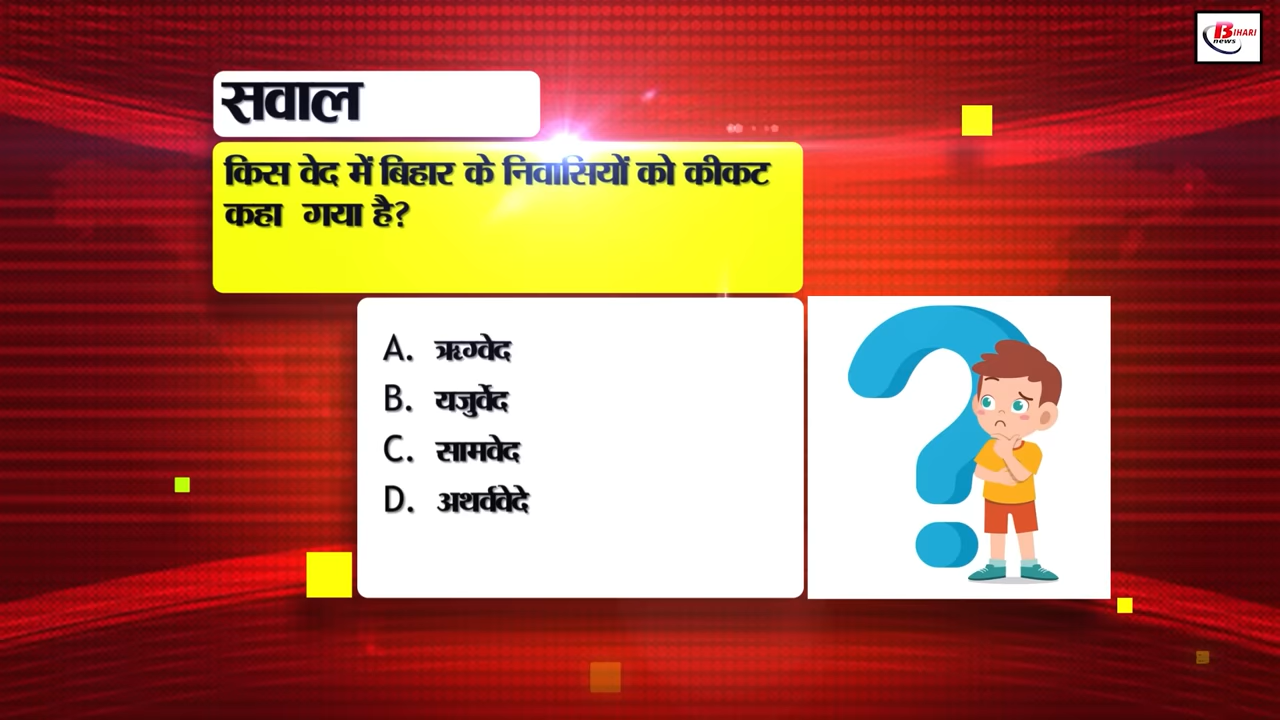 BIHARI
news
सवाल
किस वेद में बिहार के निवासियों को कीकट
कहा गया है?
A. ऋग्वेद
B. यजुर्वेद
C. सामवेद
D. अथर्ववेदे